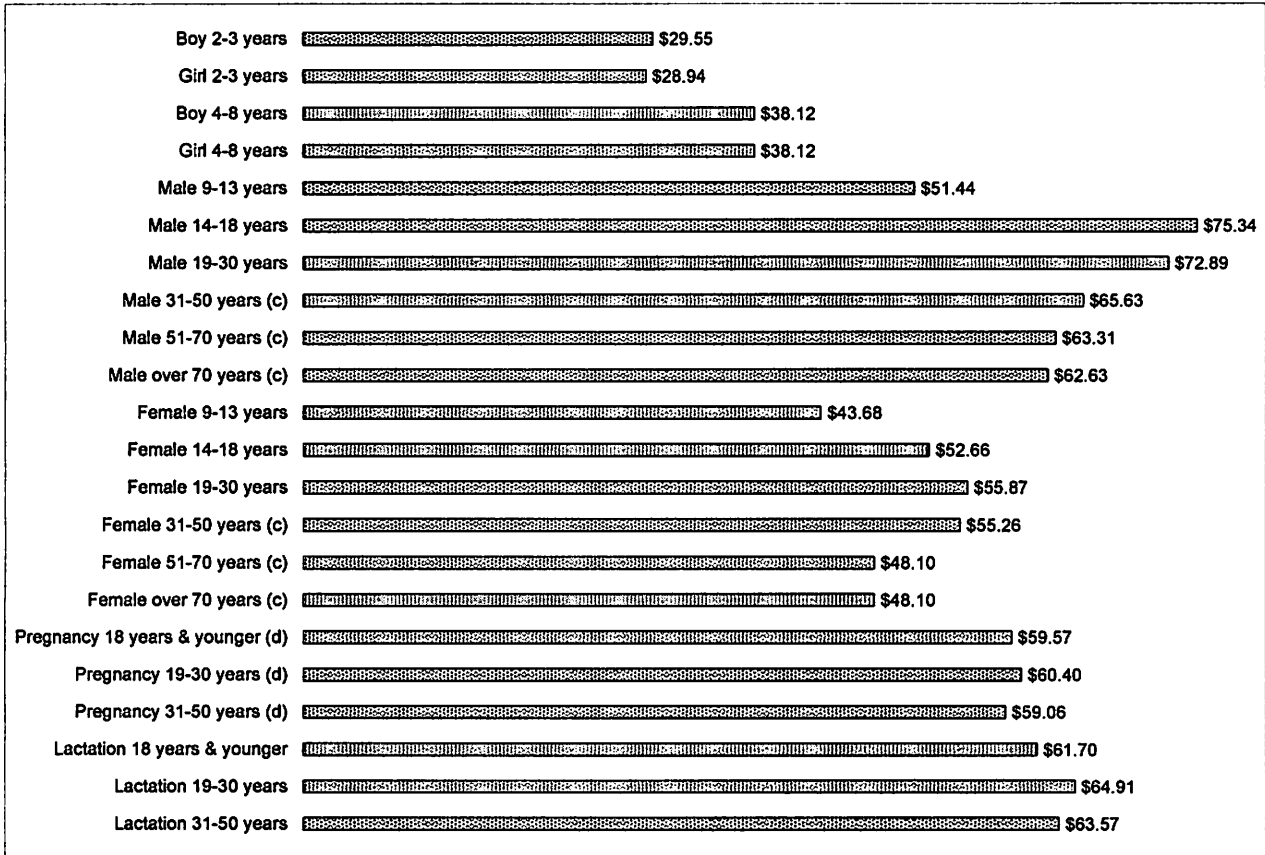 Boy 2-3 years $29.55
Girl 2-3 years $28.94
Boy 4-8 years $38.12
Girl 4-8 years $38.12
Male 9-13 years $51.44
Male 14-18 years $75.34
Male 19-30 years $72.89
Male 31-50 years (c) $65.63
Male 51-70 years (c) $63.31
Male over 70 years (c) $62.63
Female 9-13 years $43.68
Female 14-18 years $52.66
Female 19-30 years $55.87
Female 31-50 years (c) $55.26
Female 51-70 years (c) $48.10
Female over 70 years (c) $48.10
Pregnancy 18 years & younger (d) $59.57
Pregnancy 19-30 years (d) $60.40
Pregnancy 31-50 years (d) $59.06
Lactation 18 years & younger $61.70
Lactation 19-30 years $64.91
Lactation 31-50 years $63.57